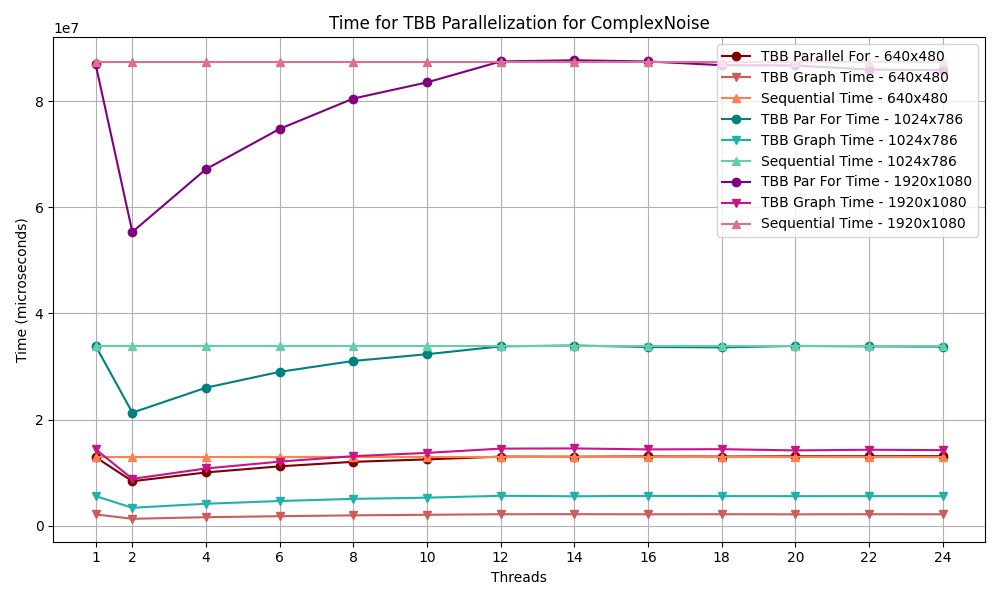 Time for TBB Parallelization for ComplexNoise
1e7
8
6
4
2
0
Time (microseconds)
1 2 4 6 8 10 12 14 16 18 20 22 24
Threads
TBB Parallel For - 640x480
TBB Graph Time - 640x480
Sequential Time - 640x480
TBB Par For Time - 1024x786
TBB Graph Time - 1024x786
Sequential Time - 1024x786
TBB Par For Time - 1920x1080
TBB Graph Time - 1920x1080
Sequential Time - 1920x1080